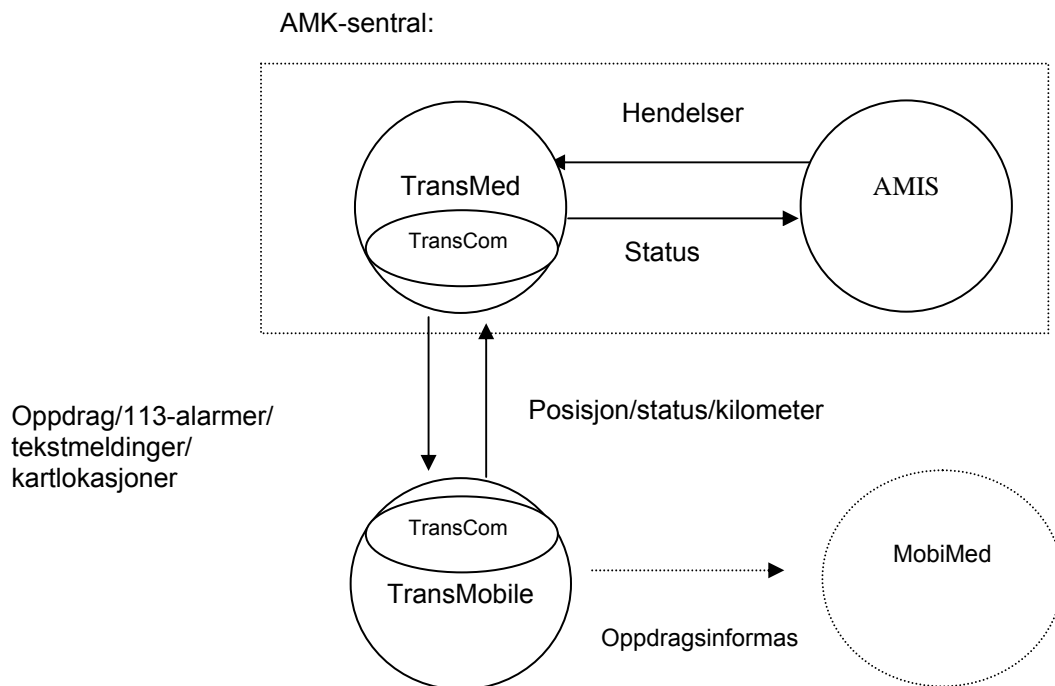 AMK-sentral:
Hendelser
TransMed
AMIS
TransCom
Status
Oppdrag/113-alarmer/
tekstmeldinger/
kartlokasjoner
Posisjon/status/kilometer
TransCom
MobiMed
TransMobile
Oppdragsinformas